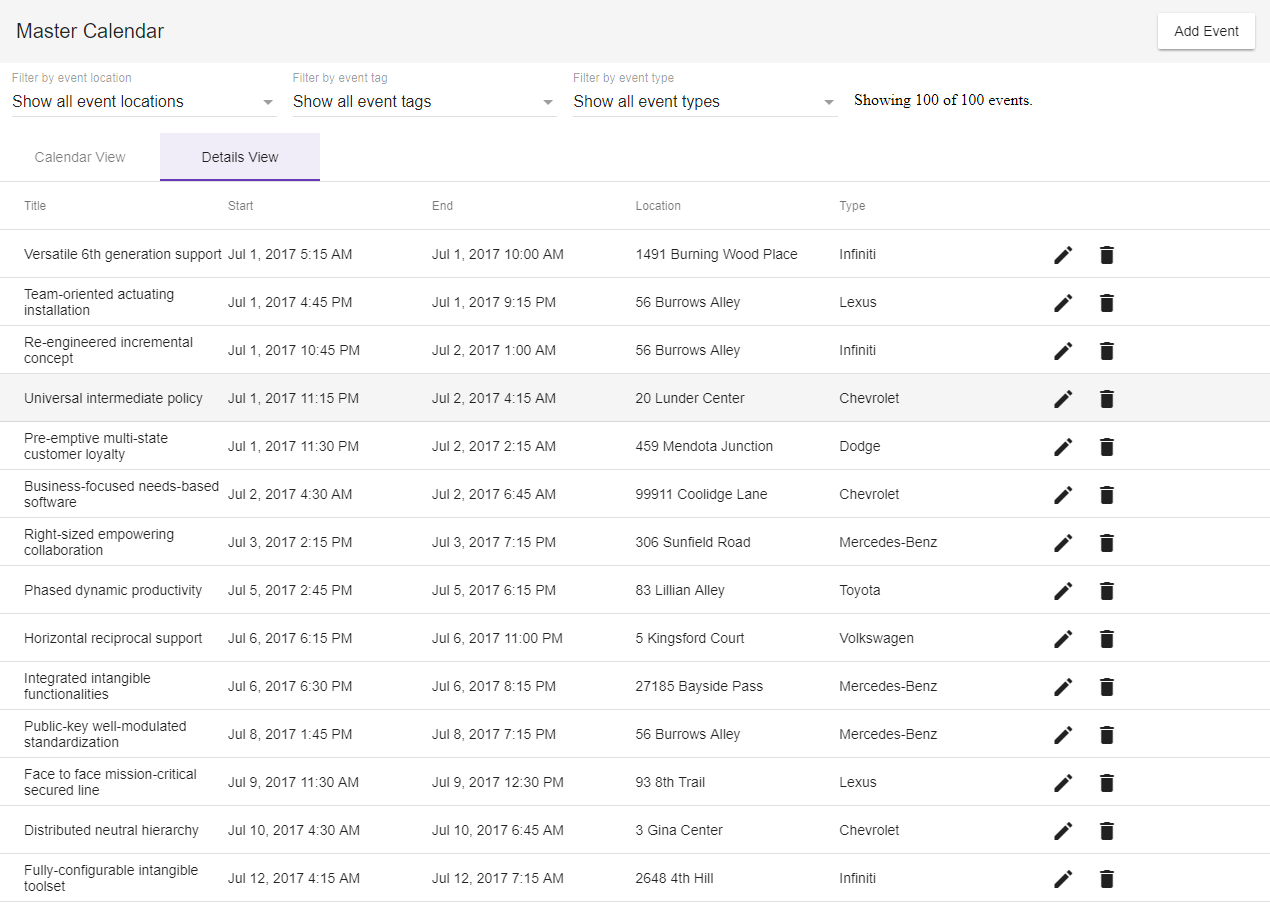 Master Calendar
Add Event
Filter by event location
Filter by event tag
Filter by event type
Show all event locations
Show all event tags
Show all event types
Showing 100 of 100 events.
Calendar View
Details View
Title Start End Location Type
Versatile 6th generation support Jul 1, 2017 5:15 AM Jul 1, 2017 10:00 AM 1491 Burning Wood Place Infiniti
Team-oriented actuating
installation
Jul 1, 2017 4:45 PM Jul 1, 2017 9:15 PM 56 Burrows Alley Lexus
Re-engineered incremental
concept
Jul 1, 2017 10:45 PM Jul 2, 2017 1:00 AM 56 Burrows Alley Infiniti
Universal intermediate policy Jul 1, 2017 11:15 PM Jul 2, 2017 4:15 AM 20 Lunder Center Chevrolet
Pre-emptive multi-state
customer loyalty
Jul 1, 2017 11:30 PM Jul 2, 2017 2:15 AM 459 Mendota Junction Dodge
Business-focused needs-based
software
Jul 2, 2017 4:30 AM Jul 2, 2017 6:45 AM 99911 Coolidge Lane Chevrolet
Right-sized empowering
collaboration
Jul 3, 2017 2:15 PM Jul 3, 2017 7:15 PM 306 Sunfield Road Mercedes-Benz
Phased dynamic productivity Jul 5, 2017 2:45 PM Jul 5, 2017 6:15 PM 83 Lillian Alley Toyota
Horizontal reciprocal support Jul 6, 2017 6:15 PM Jul 6, 2017 11:00 PM 5 Kingsford Court Volkswagen
Integrated intangible
functionalities
Jul 6, 2017 6:30 PM Jul 6, 2017 8:15 PM 27185 Bayside Pass Mercedes-Benz
Public-key well-modulated
standardization
Jul 8, 2017 1:45 PM Jul 8, 2017 7:15 PM 56 Burrows Alley Mercedes-Benz
Face to face mission-critical
secured line
Jul 9, 2017 11:30 AM Jul 9, 2017 12:30 PM 93 8th Trail Lexus
Distributed neutral hierarchy Jul 10, 2017 4:30 AM Jul 10, 2017 6:45 AM 3 Gina Center Chevrolet
Fully-configurable intangible
toolset
Jul 12, 2017 4:15 AM Jul 12, 2017 7:15 AM 2648 4th Hill Infiniti